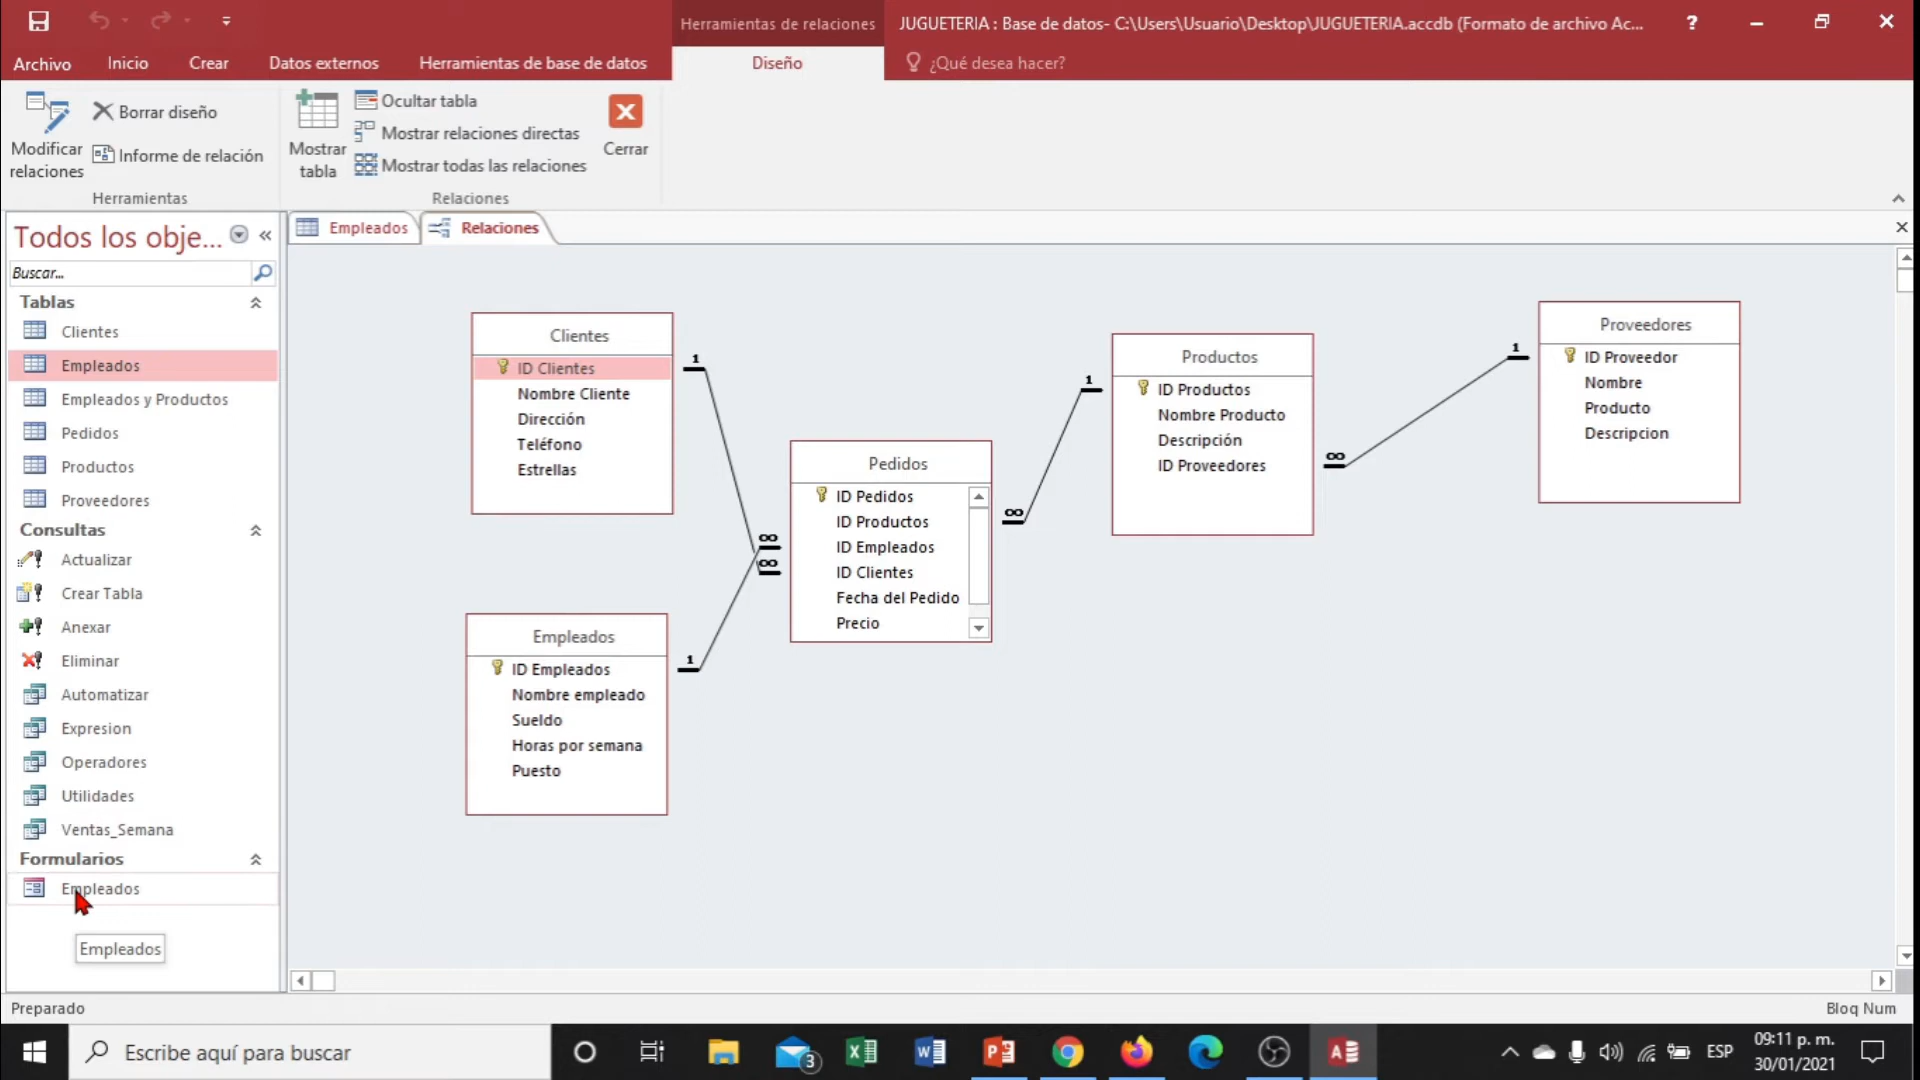 Herramientas de relaciones
JUGUETERIA : Base de datos- C:\Users\Usuario\Desktop\JUGUETERIA.accdb (Formato de archivo Ac...
?
Archivo
Inicio
Crear
Datos externos
Herramientas de base de datos
Diseño
¿Qué desea hacer?
Modificar relaciones
Borrar diseño
Informe de relación
Herramientas
Mostrar tabla
Ocultar tabla
Mostrar relaciones directas
Mostrar todas las relaciones
Cerrar
Relaciones
Todos los obje...
Buscar...
Tablas
Clientes
Empleados
Empleados y Productos
Pedidos
Productos
Proveedores
Consultas
Actualizar
Crear Tabla
Anexar
Eliminar
Automatizar
Expresion
Operadores
Utilidades
Ventas_Semana
Formularios
Empleados
Empleados
Empleados
Relaciones
Clientes
ID Clientes
Nombre Cliente
Dirección
Teléfono
Estrellas
1
∞
∞
Empleados
ID Empleados
Nombre empleado
Sueldo
Horas por semana
Puesto
1
Pedidos
ID Pedidos
ID Productos
ID Empleados
ID Clientes
Fecha del Pedido
Precio
∞
1
Productos
ID Productos
Nombre Producto
Descripción
ID Proveedores
∞
1
Proveedores
ID Proveedor
Nombre
Producto
Descripcion
Preparado
Bloq Num
Escribe aquí para buscar
3
ESP
09:11 p. m.
30/01/2021